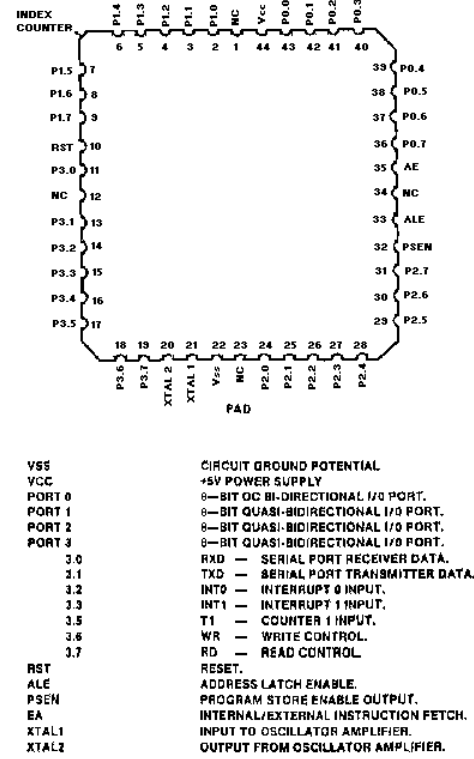 INDEX
COUNTER
P1.4 P1.3 P1.2 P1.1 P1.0 NC Vcc P0.0 P0.1 P0.2 P0.3
6 5 4 3 2 1 44 43 42 41 40
P1.5 7 39 P0.4
P1.6 8 38 P0.5
P1.7 9 37 P0.6
RST 10 36 P0.7
P3.0 11 35 AE
NC 12 34 NC
P3.1 13 33 ALE
P3.2 14 32 PSEN
P3.3 15 31 P2.7
P3.4 16 30 P2.6
P3.5 17 29 P2.5
18 19 20 21 22 23 24 25 26 27 28
P3.6 P3.7 XTAL 2 XTAL 1 Vss NC P2.0 P2.1 P2.2 P2.3 P2.4
PAD
VSS CIRCUIT GROUND POTENTIAL
VCC +5V POWER SUPPLY
PORT 0 8—BIT OC BI-DIRECTIONAL I/O PORT.
PORT 1 8—BIT QUASI-BIDIRECTIONAL I/O PORT.
PORT 2 8—BIT QUASI-BIDIRECTIONAL I/O PORT.
PORT 3 8—BIT QUASI-BIDIRECTIONAL I/O PORT.
3.0 RXD — SERIAL PORT RECEIVER DATA.
3.1 TXD — SERIAL PORT TRANSMITTER DATA.
3.2 INT0 — INTERRUPT 0 INPUT.
3.3 INT1 — INTERRUPT 1 INPUT.
3.5 T1 — COUNTER 1 INPUT.
3.6 WR — WRITE CONTROL.
3.7 RD — READ CONTROL.
RST RESET.
ALE ADDRESS LATCH ENABLE.
PSEN PROGRAM STORE ENABLE OUTPUT.
EA INTERNAL/EXTERNAL INSTRUCTION FETCH.
XTAL1 INPUT TO OSCILLATOR AMPLIFIER.
XTAL2 OUTPUT FROM OSCILLATOR AMPLIFIER.